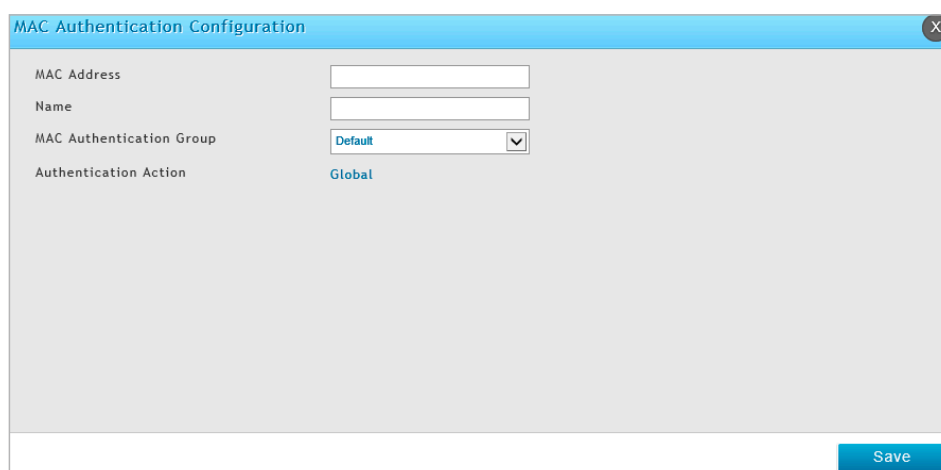 MAC Authentication Configuration
X
MAC Address
Name
MAC Authentication Group
Default
Authentication Action
Global
Save